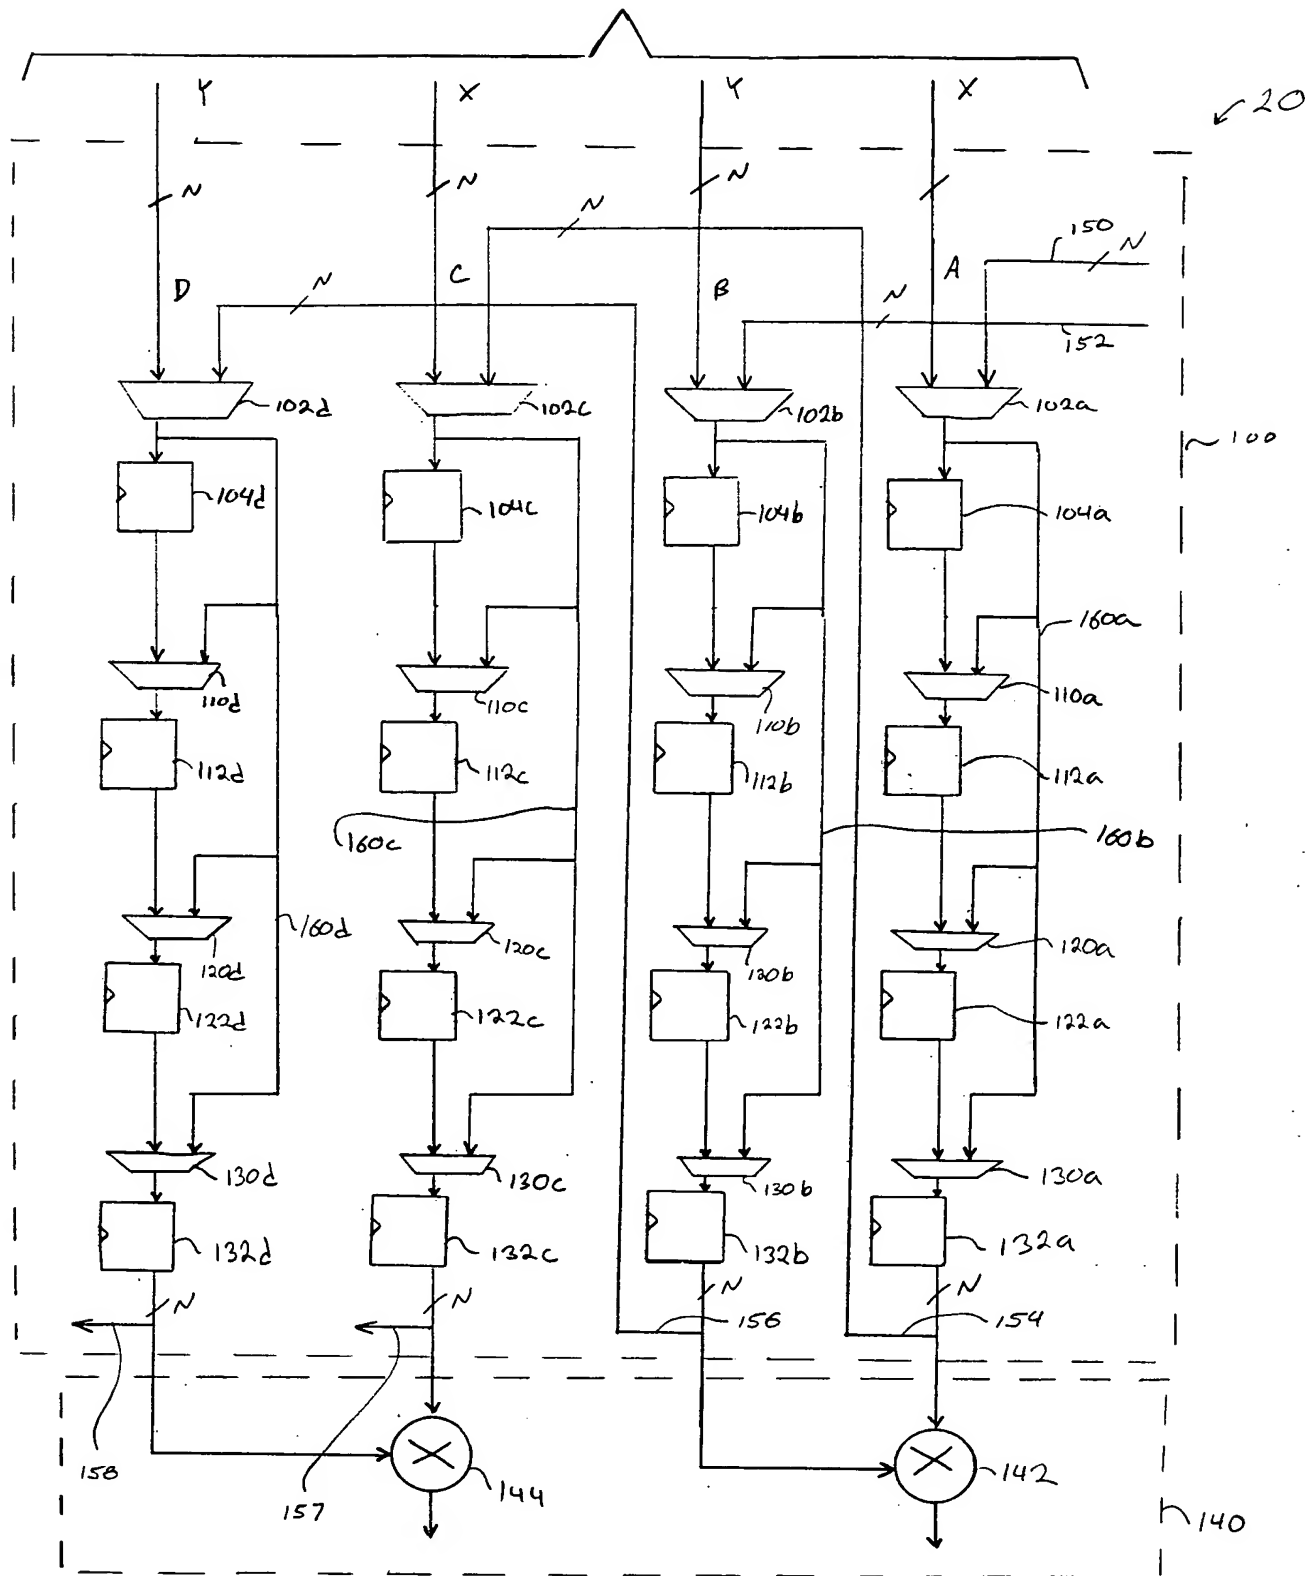 Y X Y X
20
N N N
N 150 N
D C B A
N N
152
102d 102c 102b 102a
100
104d 104c 104b 104a
160a
110d 110c 110b 110a
112d 112c 112b 112a
160c 160b
160d
120d 120c 120b 120a
122d 122c 122b 122a
130d 130c 130b 130a
132d 132c 132b 132a
N N N N
156 154
158 157
144 142
140